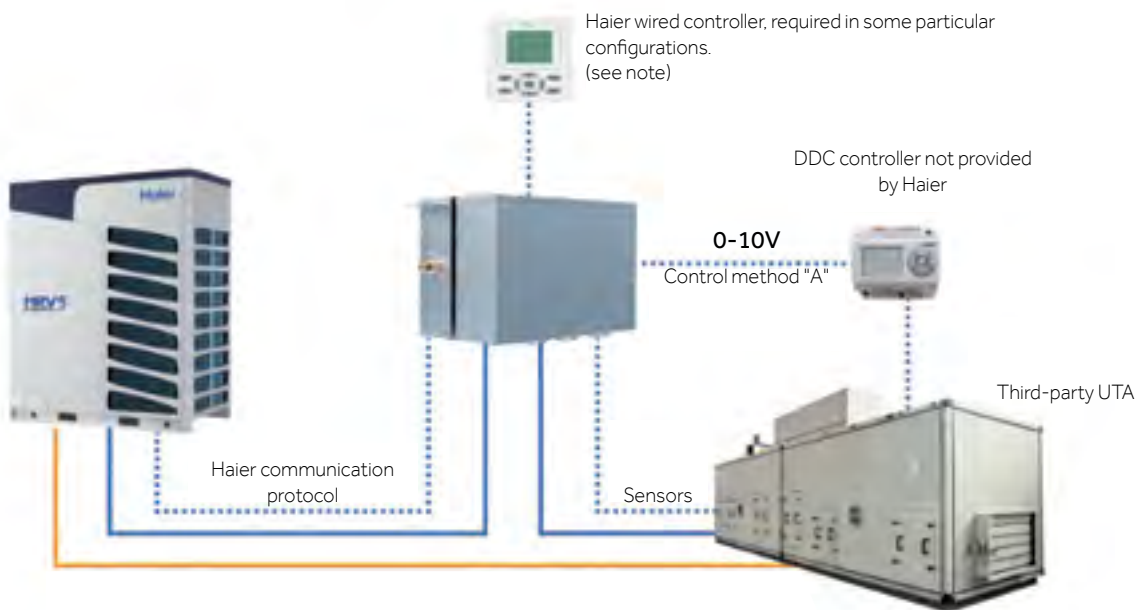 Haier wired controller, required in some particular
configurations.
(see note)
DDC controller not provided
by Haier
Haier
0-10V
Control method "A"
HRV5
Third-party UTA
Haier communication
protocol
Sensors